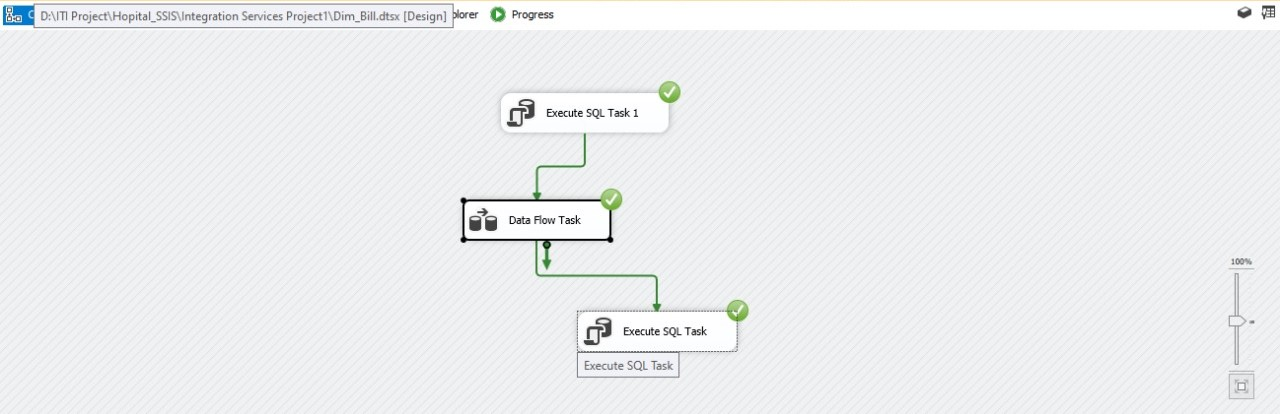 D:\ITI Project\Hopital_SSIS\Integration Services Project1\Dim_Bill.dtsx [Design]
plorer
Progress
Execute SQL Task 1
Data Flow Task
100%
Execute SQL Task
Execute SQL Task